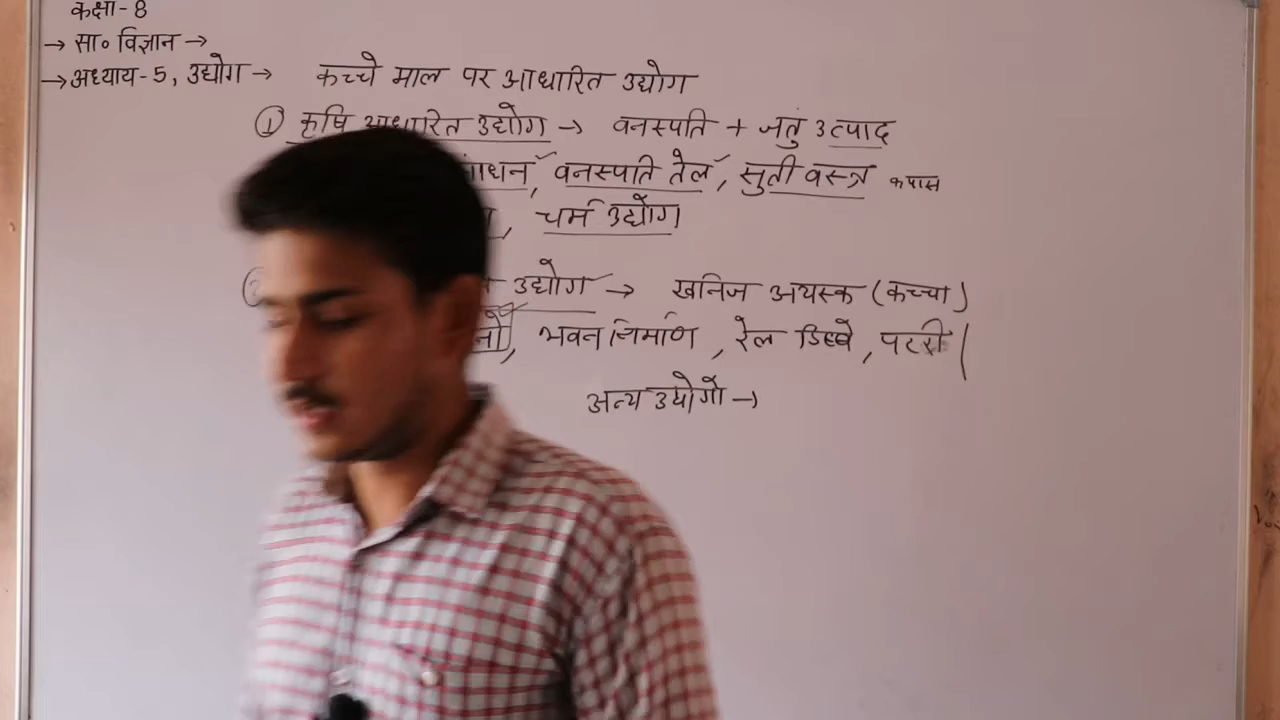 कक्षा-8
→ सा० विज्ञान →
→ अध्याय-5, उद्योग → कच्चे माल पर आधारित उद्योग
① कृषि आधारित उद्योग → वनस्पति + जंतु उत्पाद
वनस्पति तेल, सुती वस्त्र कपास
, चर्म उद्योग
उद्योग → खनिज अयस्क (कच्चा)
, भवन निर्माण, रेल डिब्बे, पटरी |
अन्य उद्योगो →